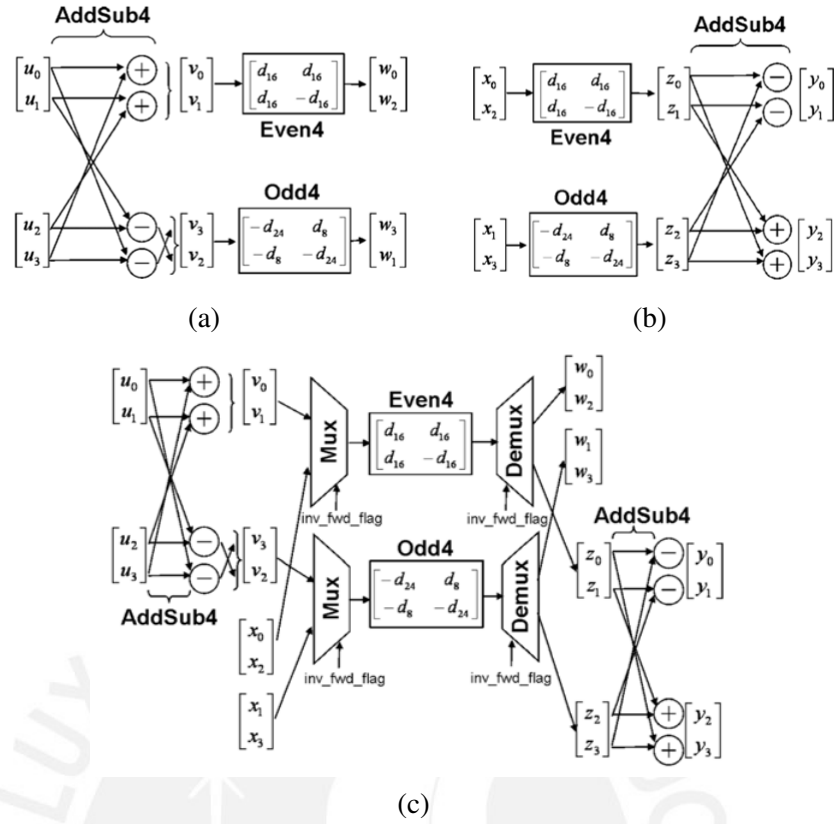 AddSub4
u0 u1
+ +
v0 v1
d16 d16
d16 -d16
Even4
w0 w2
u2 u3
- -
v3 v2
Odd4
-d24 d8
-d8 -d24
w3 w1
(a)
AddSub4
x0 x2
d16 d16
d16 -d16
Even4
z0 z1
- -
y0 y1
x1 x3
Odd4
-d24 d8
-d8 -d24
z2 z3
+ +
y2 y3
(b)
u0 u1
+ +
v0 v1
Mux
inv_fwd_flag
Even4
d16 d16
d16 -d16
Demux
inv_fwd_flag
w0 w2
w1 w3
u2 u3
- -
v3 v2
AddSub4
x0 x2
x1 x3
Mux
inv_fwd_flag
Odd4
-d24 d8
-d8 -d24
Demux
inv_fwd_flag
AddSub4
z0 z1
- -
y0 y1
z2 z3
+ +
y2 y3
(c)
LUX